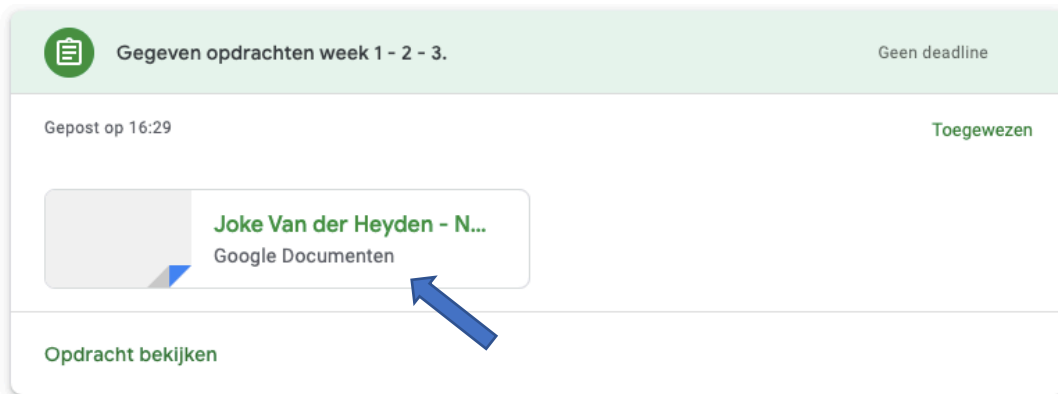 Gegeven opdrachten week 1 - 2 - 3.
Geen deadline
Gepost op 16:29
Toegewezen
Joke Van der Heyden - N...
Google Documenten
Opdracht bekijken